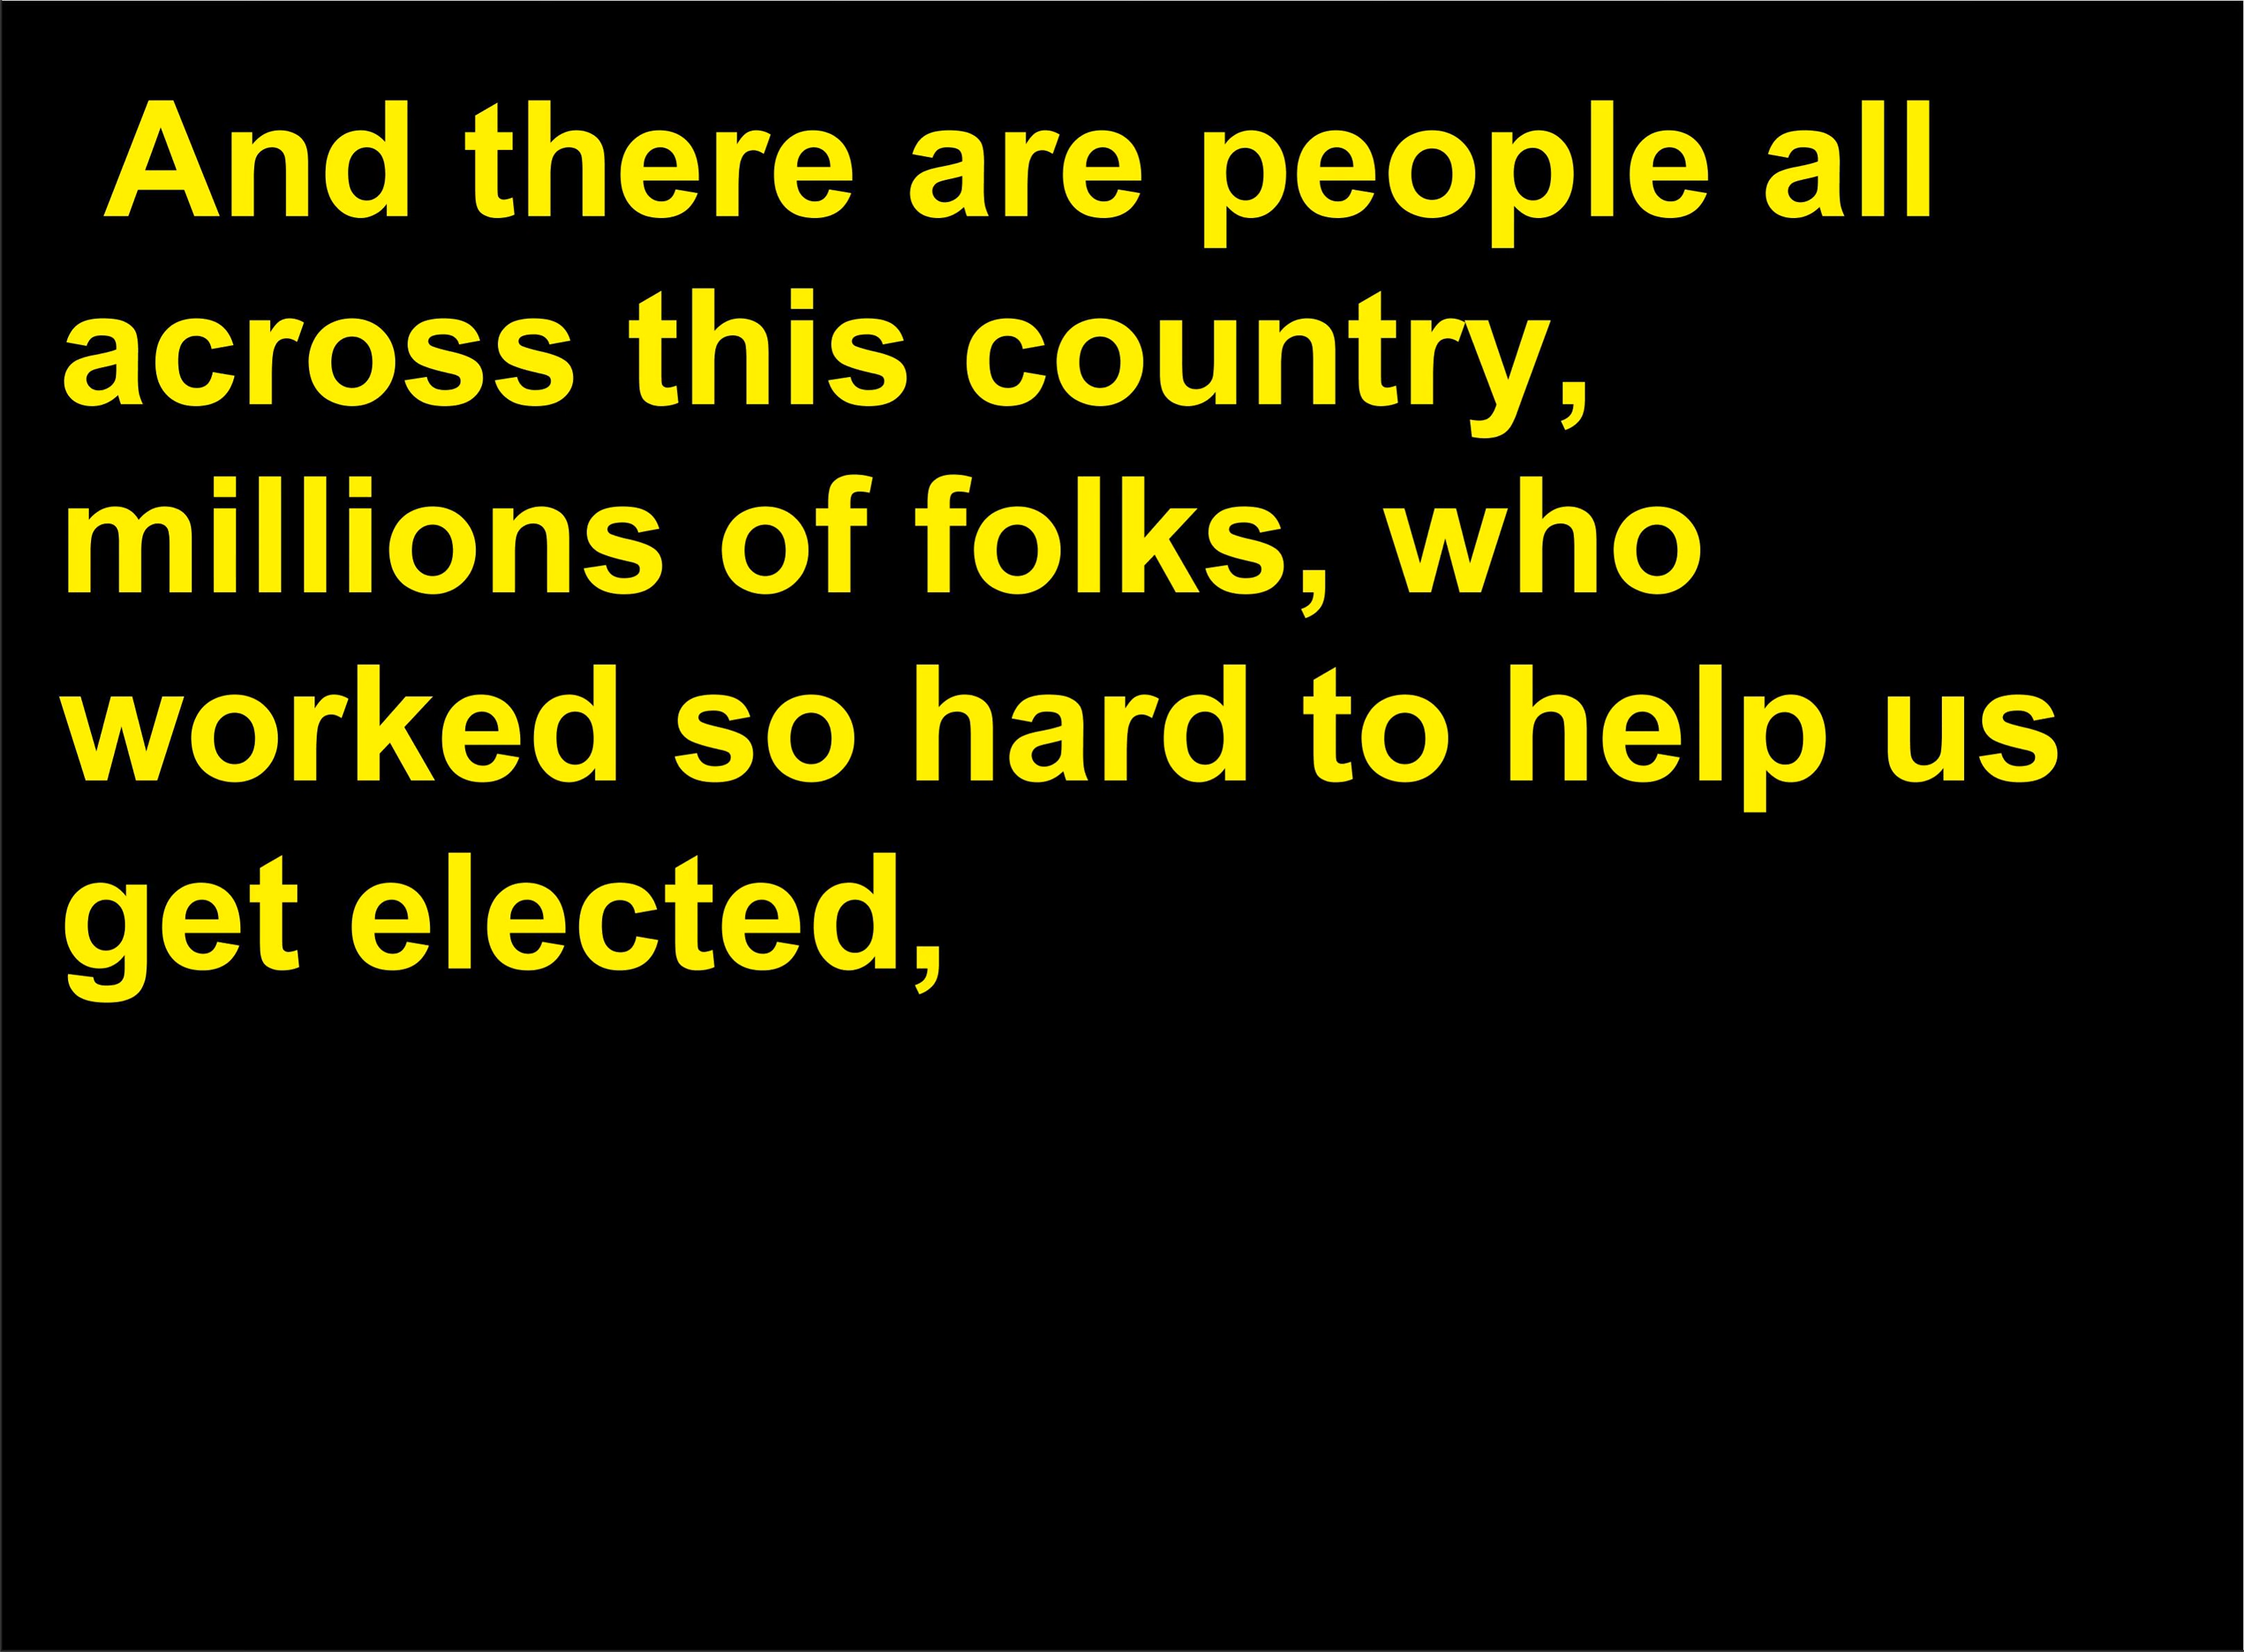 And there are people all
across this country,
millions of folks, who
worked so hard to help us
get elected,